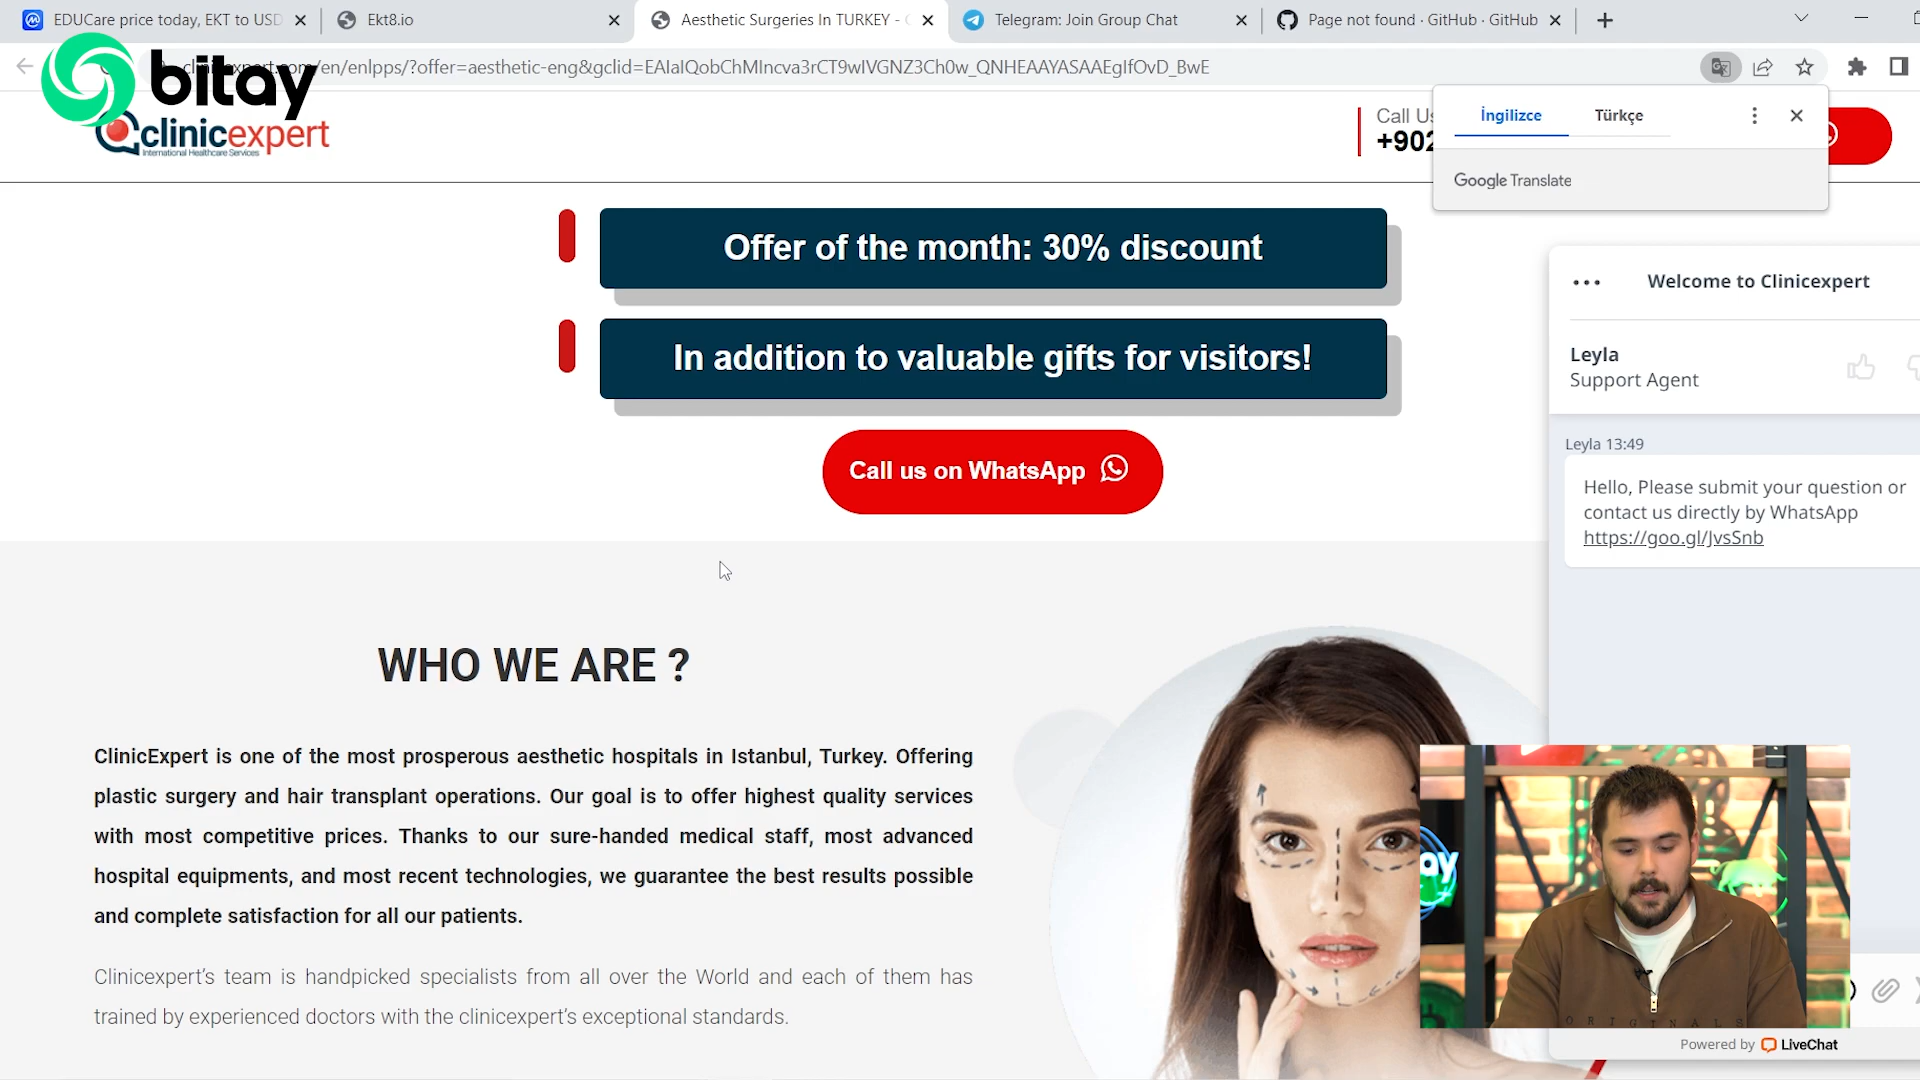 EDUCare price today, EKT to USD
Ekt8.io
Aesthetic Surgeries In TURKEY -
Telegram: Join Group Chat
Page not found · GitHub · GitHub
/en/enlpps/?offer=aesthetic-eng&gclid=EAIaIQobChMIncva3rCT9wIVGNZ3Ch0w_QNHEAAYASAAEgIfOvD_BwE
bitay
clinicexpert
International Healthcare Services
Call Us
+902
İngilizce
Türkçe
Google Translate
Offer of the month: 30% discount
In addition to valuable gifts for visitors!
Call us on WhatsApp
Welcome to Clinicexpert
Leyla
Support Agent
Leyla 13:49
Hello, Please submit your question or
contact us directly by WhatsApp
https://goo.gl/JvsSnb
WHO WE ARE ?
ClinicExpert is one of the most prosperous aesthetic hospitals in Istanbul, Turkey. Offering
plastic surgery and hair transplant operations. Our goal is to offer highest quality services
with most competitive prices. Thanks to our sure-handed medical staff, most advanced
hospital equipments, and most recent technologies, we guarantee the best results possible
and complete satisfaction for all our patients.
Clinicexpert's team is handpicked specialists from all over the World and each of them has
trained by experienced doctors with the clinicexpert's exceptional standards.
ay
ORIGINALS
Powered by LiveChat